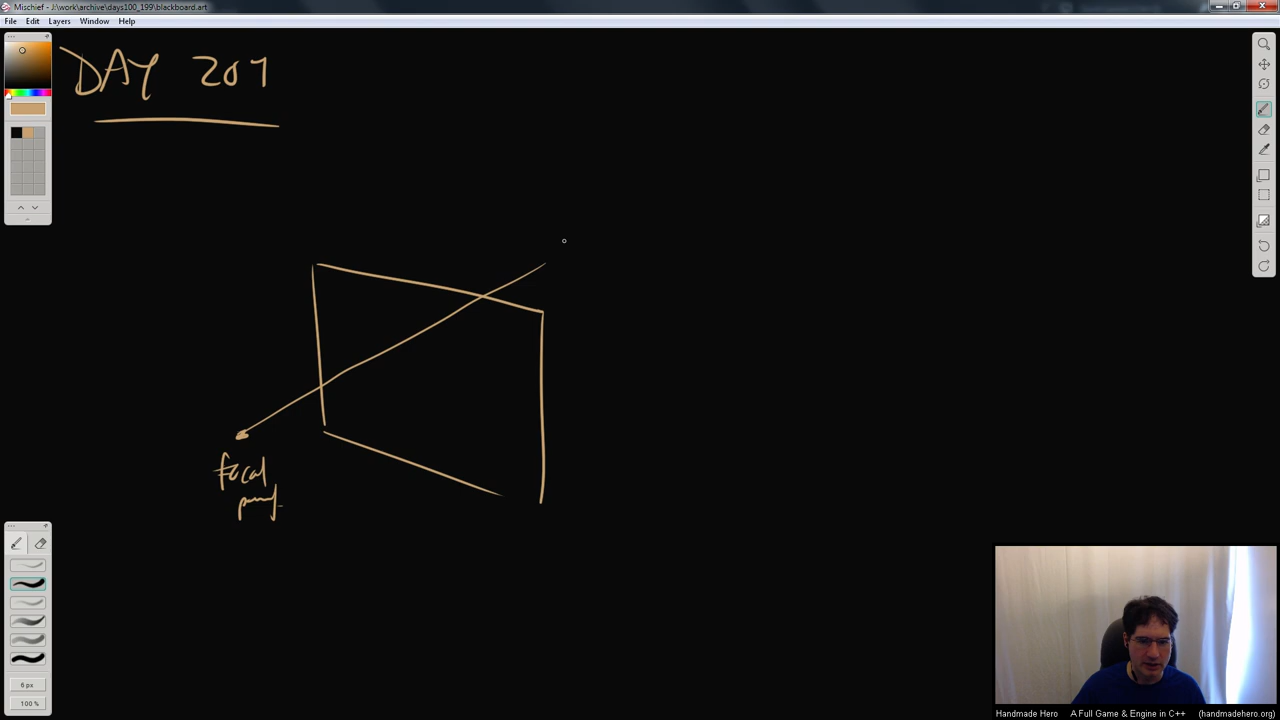 Mischief - J:\work\archive\days100_199\blackboard.art
File Edit Layers Window Help
DAY 207
focal
6 px
100 %
Handmade Hero A Full Game & Engine in C++ (handmadehero.org)